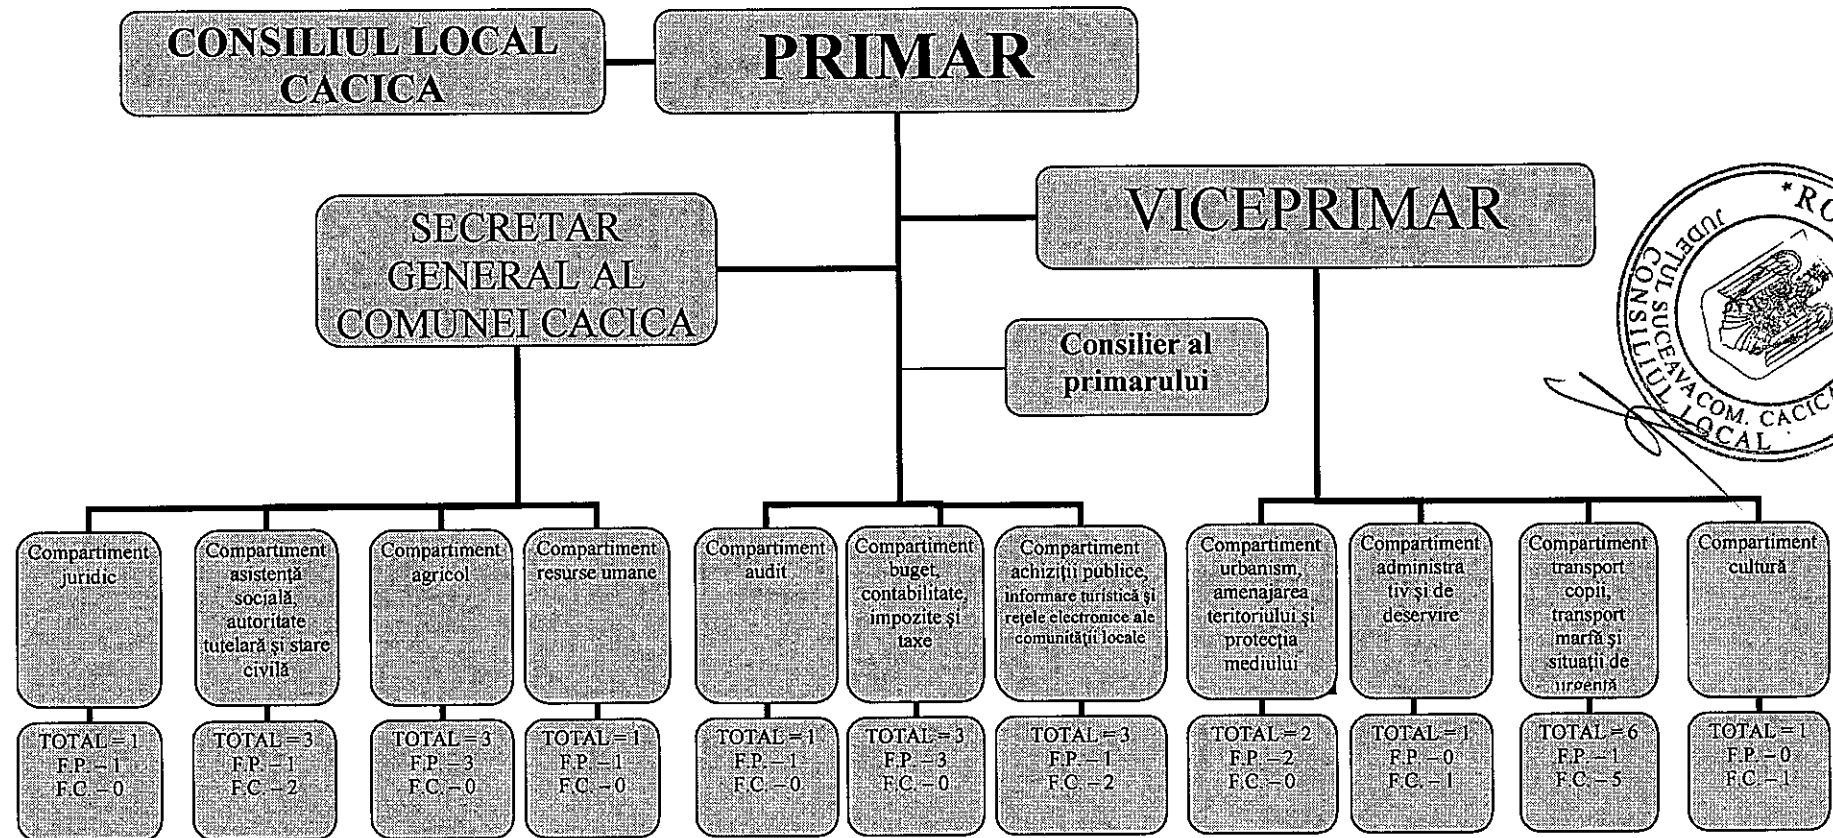 CONSILIUL LOCAL
CACICA
PRIMAR
SECRETAR
GENERAL AL
COMUNEI CACICA
VICEPRIMAR
Consilier al
primarului
JUDEȚUL SUCEAVA COM. CACICA
CONSILIUL LOCAL
Compartiment
juridic
Compartiment
asistență
socială,
autoritate
tutelară și stare
civilă
Compartiment
agricol
Compartiment
resurse umane
Compartiment
audit
Compartiment
buget,
contabilitate,
impozite și
taxe
Compartiment
achiziții publice,
informare turistică și
rețele electronice ale
comunității locale
Compartiment
urbanism,
amenajarea
teritoriului și
protecția
mediului
Compartiment
administra
tiv și de
deservire
Compartiment
transport
copii,
transport
marfă și
situații de
urgență
Compartiment
cultură
TOTAL = 1
F.P. – 1
F.C. – 0
TOTAL = 3
F.P. – 1
F.C. – 2
TOTAL = 3
F.P. – 3
F.C. – 0
TOTAL = 1
F.P. – 1
F.C. – 0
TOTAL = 1
F.P. – 1
F.C. – 0
TOTAL = 3
F.P. – 3
F.C. – 0
TOTAL = 3
F.P. – 1
F.C. – 2
TOTAL = 2
F.P. – 2
F.C. – 0
TOTAL = 1
F.P. – 0
F.C. – 1
TOTAL = 6
F.P. – 1
F.C. – 5
TOTAL = 1
F.P. – 0
F.C. – 1